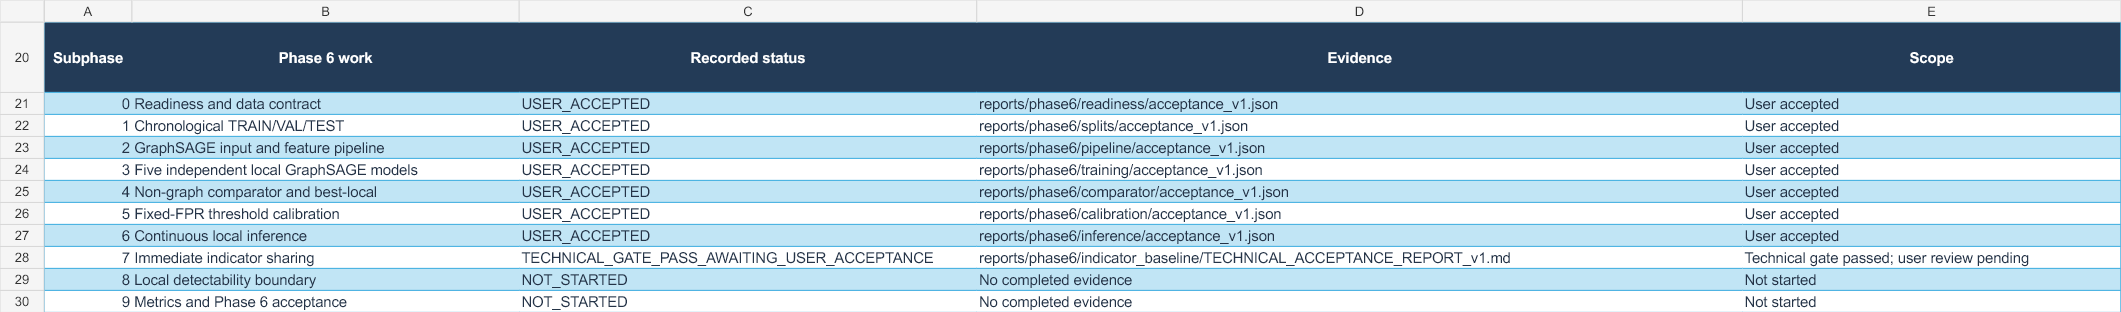 A B C D E
20 Subphase Phase 6 work Recorded status Evidence Scope
21 0 Readiness and data contract USER_ACCEPTED reports/phase6/readiness/acceptance_v1.json User accepted
22 1 Chronological TRAIN/VAL/TEST USER_ACCEPTED reports/phase6/splits/acceptance_v1.json User accepted
23 2 GraphSAGE input and feature pipeline USER_ACCEPTED reports/phase6/pipeline/acceptance_v1.json User accepted
24 3 Five independent local GraphSAGE models USER_ACCEPTED reports/phase6/training/acceptance_v1.json User accepted
25 4 Non-graph comparator and best-local USER_ACCEPTED reports/phase6/comparator/acceptance_v1.json User accepted
26 5 Fixed-FPR threshold calibration USER_ACCEPTED reports/phase6/calibration/acceptance_v1.json User accepted
27 6 Continuous local inference USER_ACCEPTED reports/phase6/inference/acceptance_v1.json User accepted
28 7 Immediate indicator sharing TECHNICAL_GATE_PASS_AWAITING_USER_ACCEPTANCE reports/phase6/indicator_baseline/TECHNICAL_ACCEPTANCE_REPORT_v1.md Technical gate passed; user review pending
29 8 Local detectability boundary NOT_STARTED No completed evidence Not started
30 9 Metrics and Phase 6 acceptance NOT_STARTED No completed evidence Not started